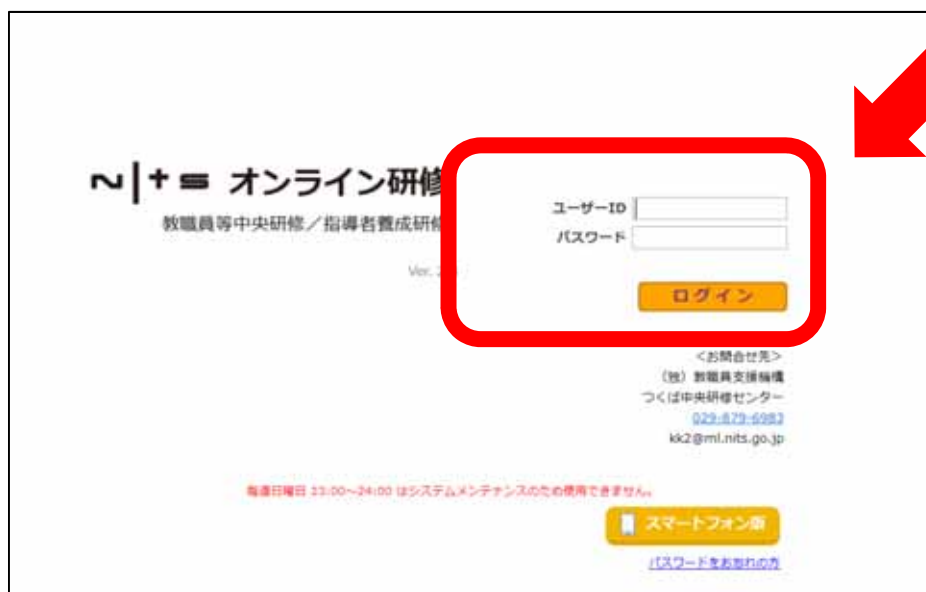 n|ts オンライン研修
教職員等中央研修／指導者養成研修
Ver. 2
ユーザーID
パスワード
ログイン
<お問合せ先>
（独）教職員支援機構
つくば中央研修センター
029-879-6983
kk2@ml.nits.go.jp
毎週日曜日 23:00～24:00 はシステムメンテナンスのため使用できません。
スマートフォン版
パスワードをお忘れの方